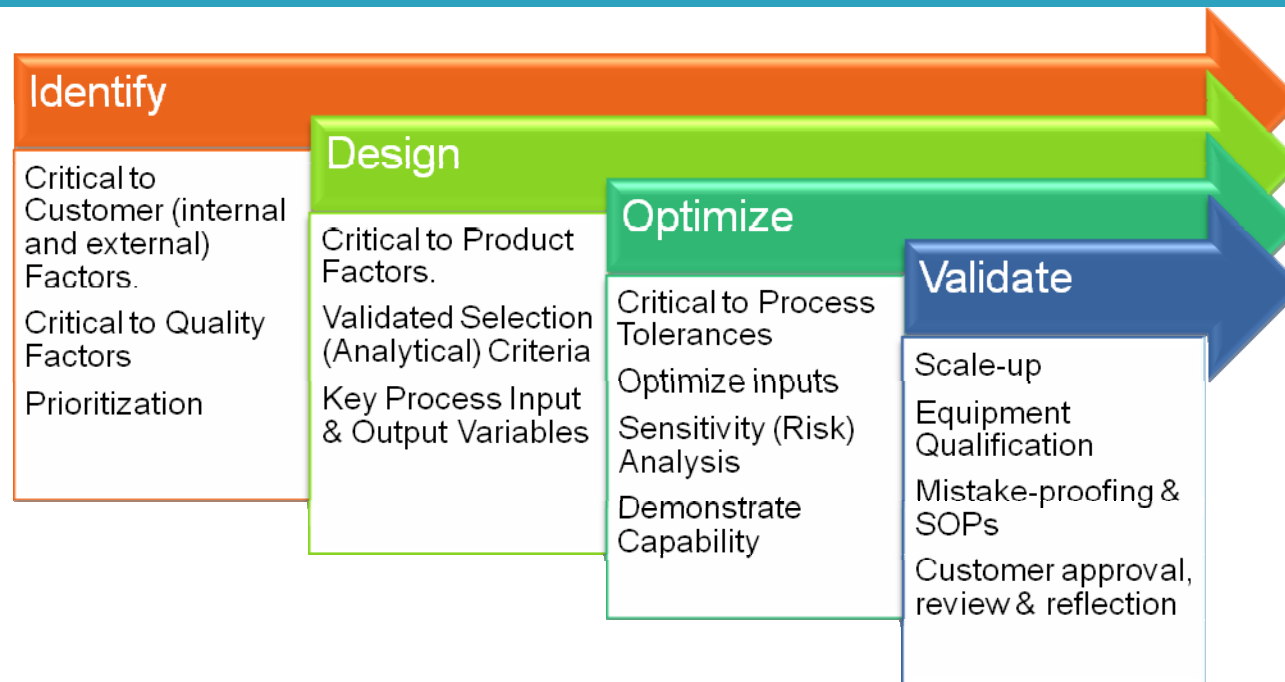 Identify
Critical to
Customer (internal
and external)
Factors.
Critical to Quality
Factors
Prioritization
Design
Critical to Product
Factors.
Validated Selection
(Analytical) Criteria
Key Process Input
& Output Variables
Optimize
Critical to Process
Tolerances
Optimize inputs
Sensitivity (Risk)
Analysis
Demonstrate
Capability
Validate
Scale-up
Equipment
Qualification
Mistake-proofing &
SOPs
Customer approval,
review & reflection